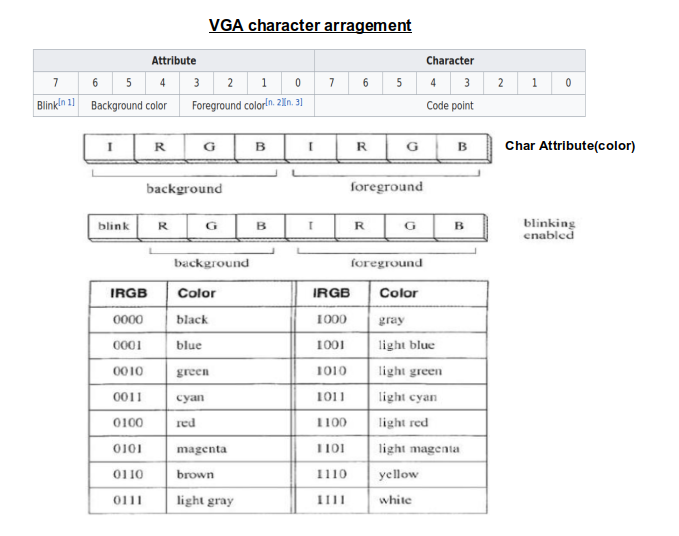 VGA character arragement
Attribute Character
7 6 5 4 3 2 1 0 7 6 5 4 3 2 1 0
Blink[n 1] Background color Foreground color[n. 2][n. 3] Code point
I R G B I R G B Char Attribute(color)
background foreground
blink R G B I R G B blinking
enabled
background foreground
IRGB Color IRGB Color
0000 black 1000 gray
0001 blue 1001 light blue
0010 green 1010 light green
0011 cyan 1011 light cyan
0100 red 1100 light red
0101 magenta 1101 light magenta
0110 brown 1110 yellow
0111 light gray 1111 white